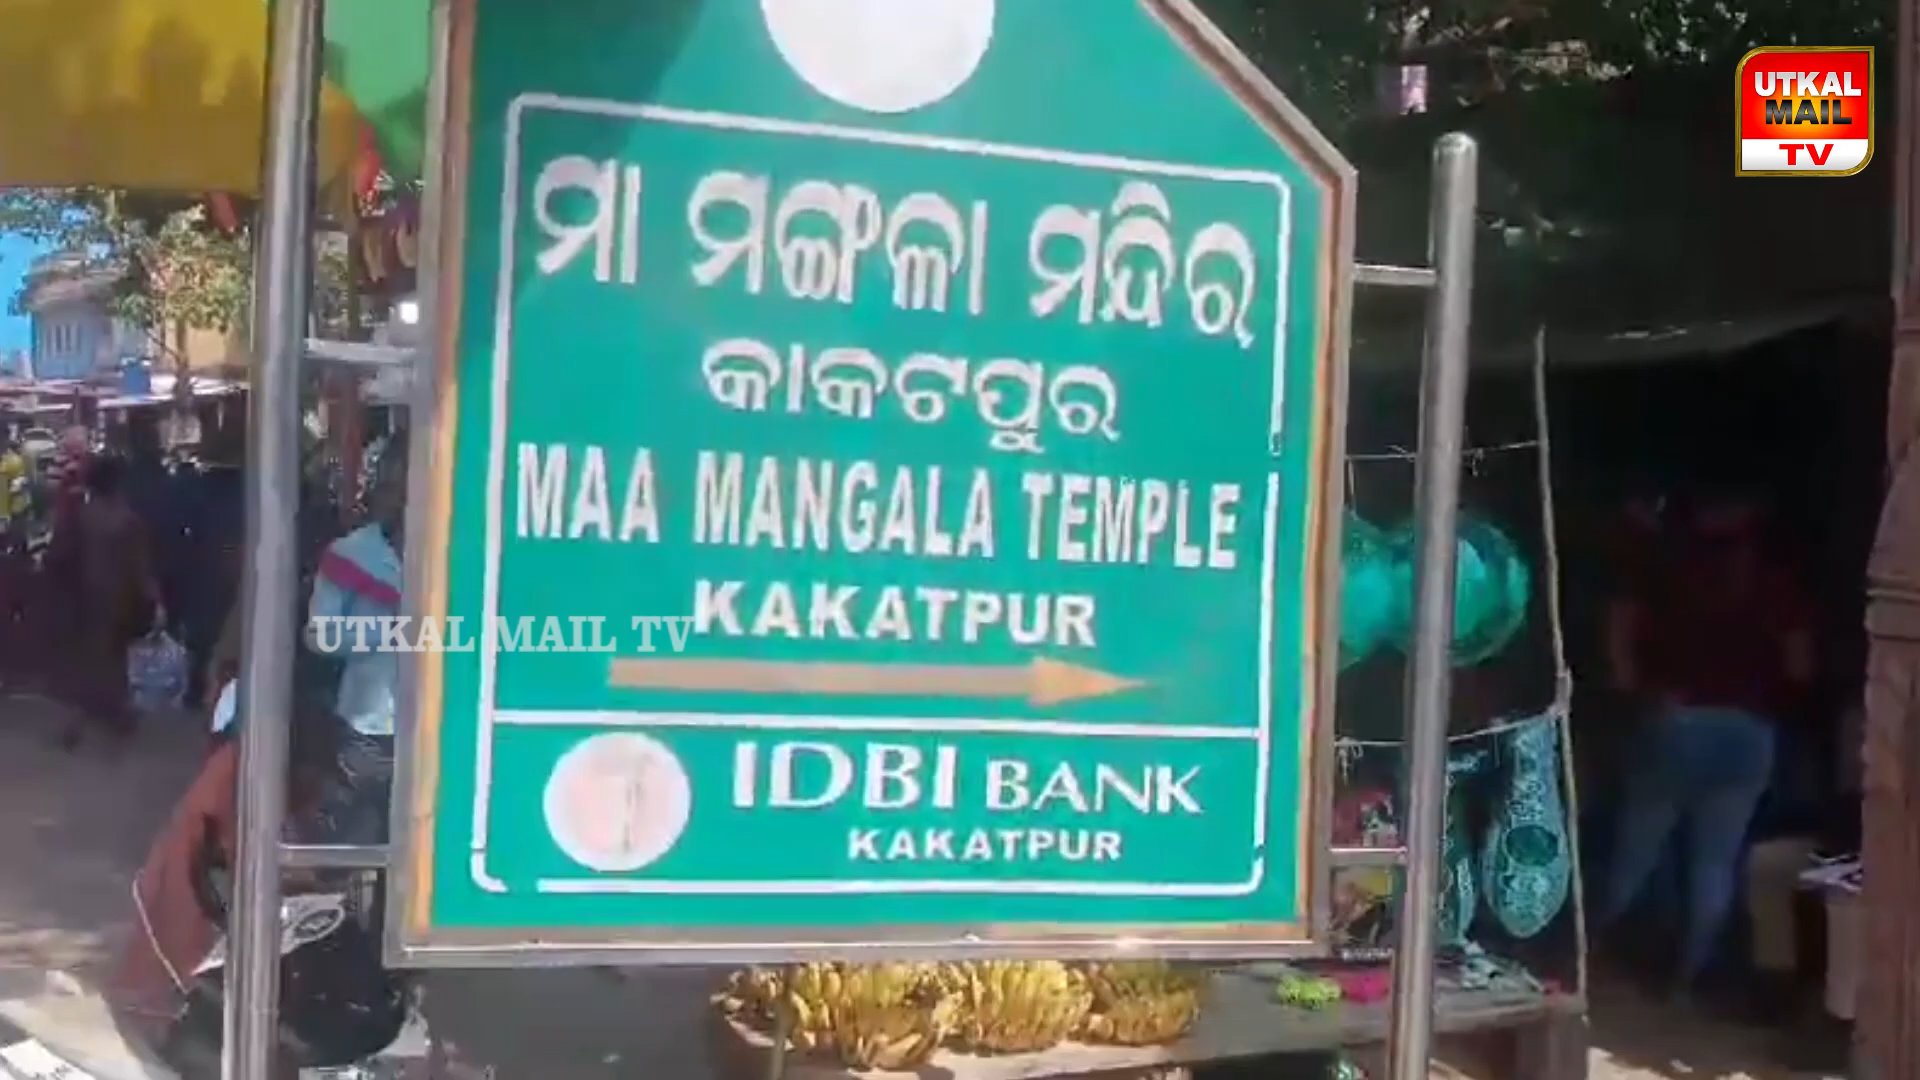 UTKAL
MAIL
TV
ମା ମଙ୍ଗଳା ମନ୍ଦିର
କାକଟପୁର
MAA MANGALA TEMPLE
KAKATPUR
UTKAL MAIL TV
IDBI BANK
KAKATPUR